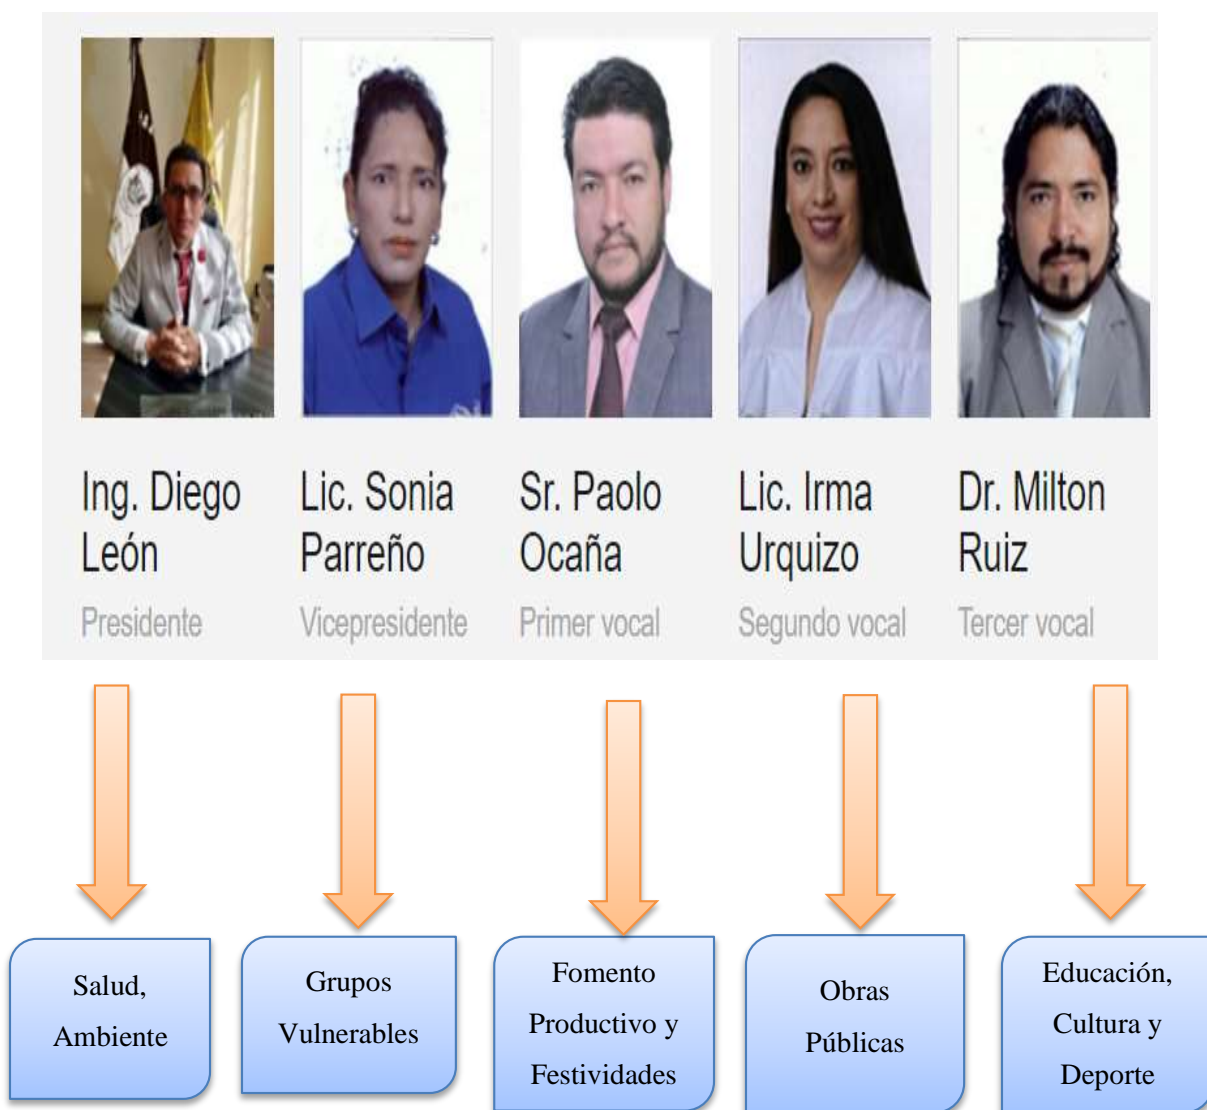 Ing. Diego
León
Presidente
Lic. Sonia
Parreño
Vicepresidente
Sr. Paolo
Ocaña
Primer vocal
Lic. Irma
Urquizo
Segundo vocal
Dr. Milton
Ruiz
Tercer vocal
Salud,
Ambiente
Grupos
Vulnerables
Fomento
Productivo y
Festividades
Obras
Públicas
Educación,
Cultura y
Deporte